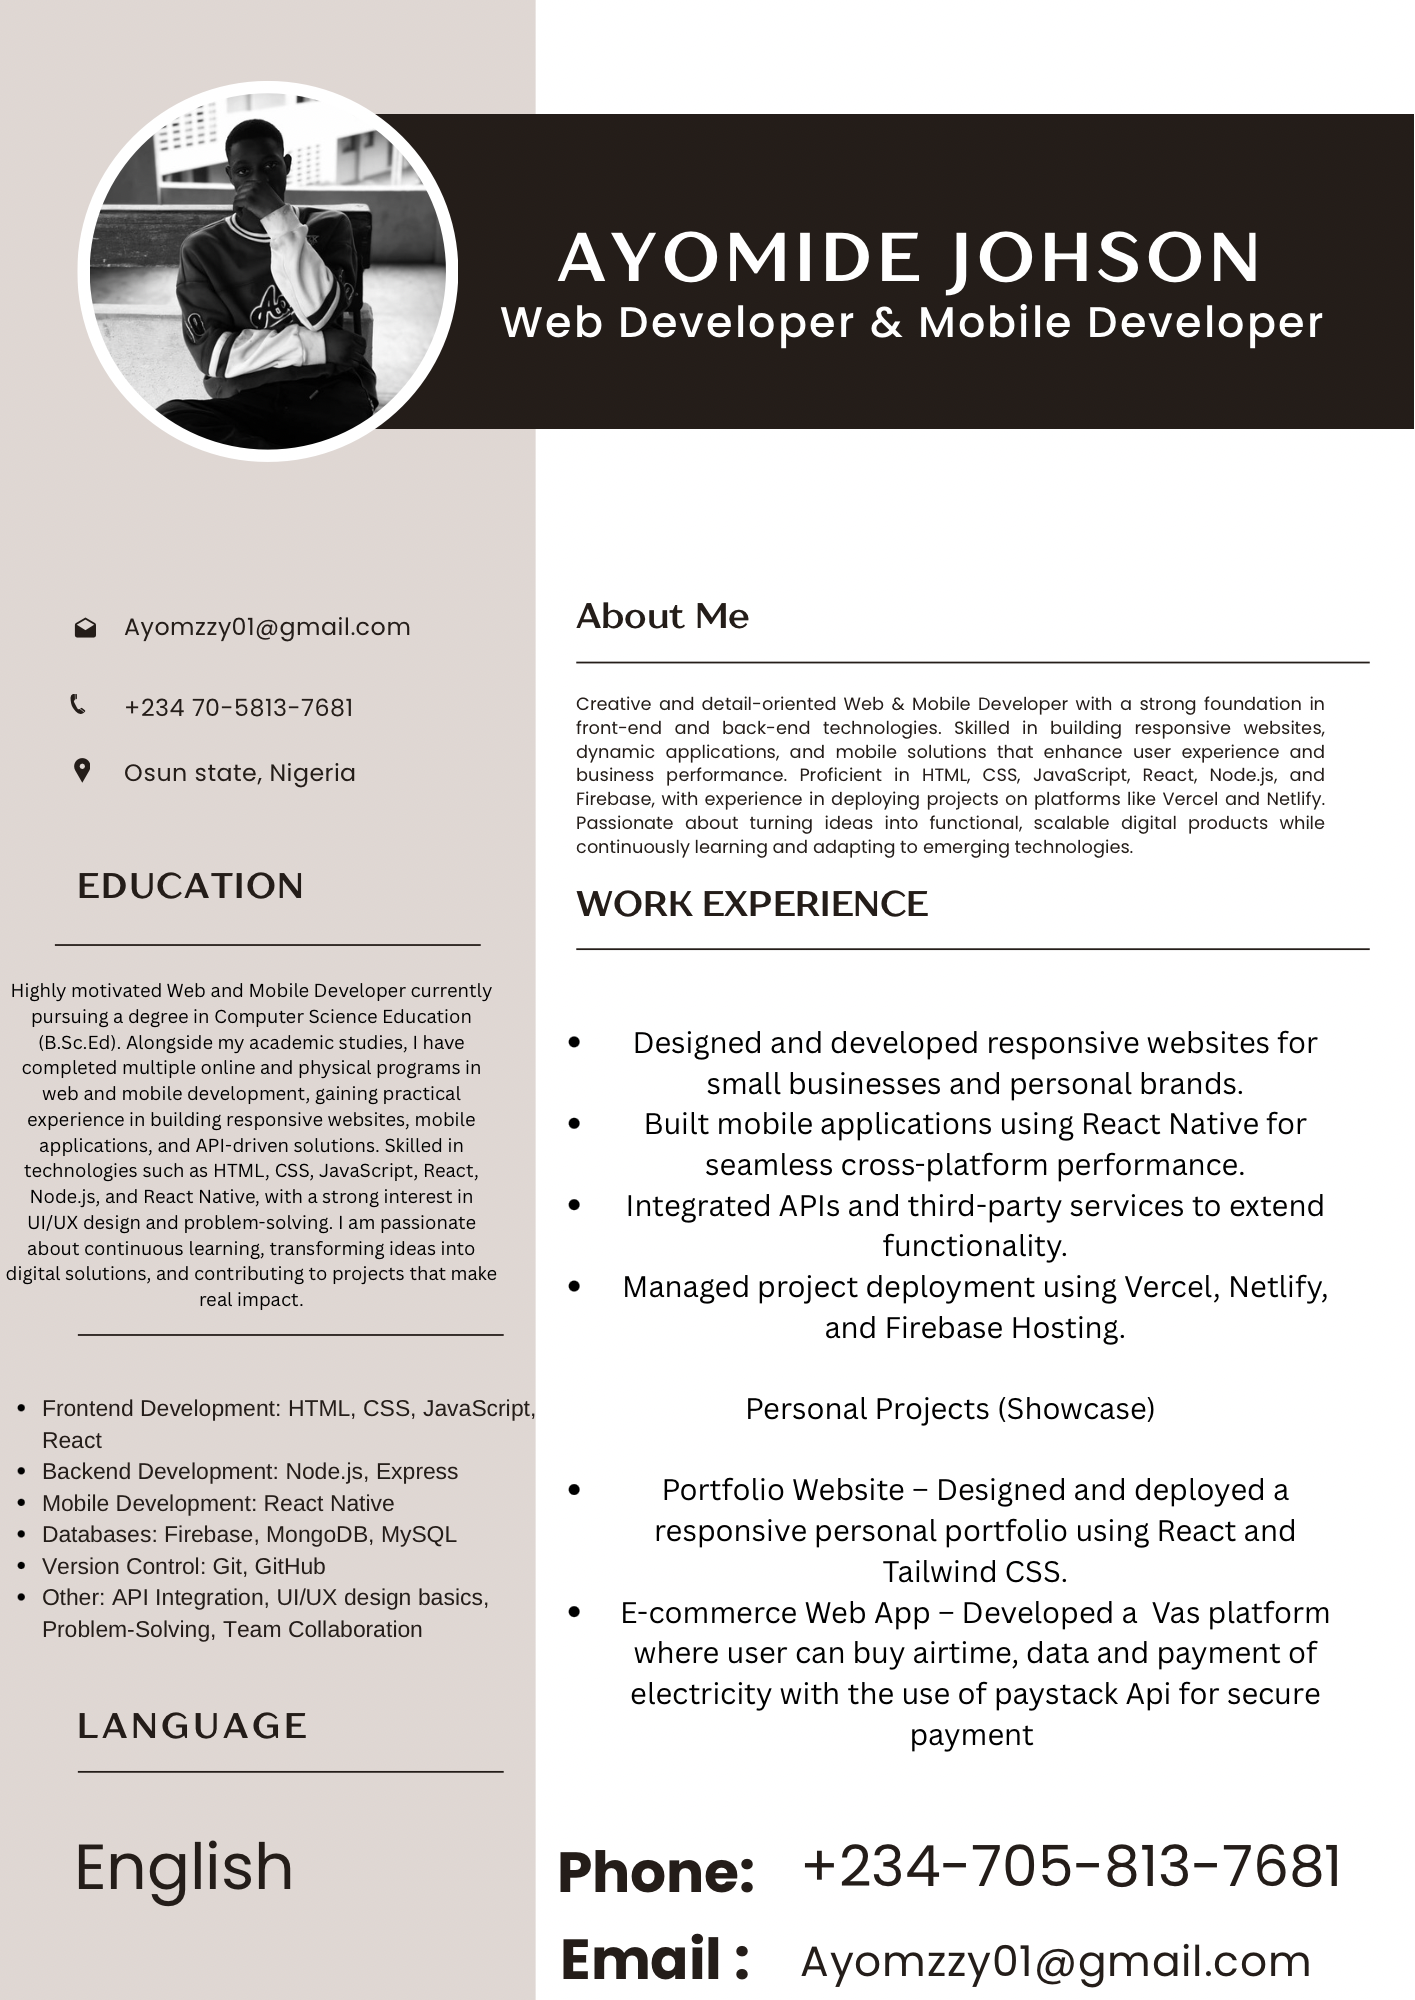 AYOMIDE JOHSON
Web Developer & Mobile Developer
Ayomzzy01@gmail.com
+234 70-5813-7681
Osun state, Nigeria
EDUCATION
Highly motivated Web and Mobile Developer currently
pursuing a degree in Computer Science Education
(B.Sc.Ed). Alongside my academic studies, I have
completed multiple online and physical programs in
web and mobile development, gaining practical
experience in building responsive websites, mobile
applications, and API-driven solutions. Skilled in
technologies such as HTML, CSS, JavaScript, React,
Node.js, and React Native, with a strong interest in
UI/UX design and problem-solving. I am passionate
about continuous learning, transforming ideas into
digital solutions, and contributing to projects that make
real impact.
• Frontend Development: HTML, CSS, JavaScript,
React
• Backend Development: Node.js, Express
• Mobile Development: React Native
• Databases: Firebase, MongoDB, MySQL
• Version Control: Git, GitHub
• Other: API Integration, UI/UX design basics,
Problem-Solving, Team Collaboration
LANGUAGE
English
About Me
Creative and detail-oriented Web & Mobile Developer with a strong foundation in
front-end and back-end technologies. Skilled in building responsive websites,
dynamic applications, and mobile solutions that enhance user experience and
business performance. Proficient in HTML, CSS, JavaScript, React, Node.js, and
Firebase, with experience in deploying projects on platforms like Vercel and Netlify.
Passionate about turning ideas into functional, scalable digital products while
continuously learning and adapting to emerging technologies.
WORK EXPERIENCE
• Designed and developed responsive websites for
small businesses and personal brands.
• Built mobile applications using React Native for
seamless cross-platform performance.
• Integrated APIs and third-party services to extend
functionality.
• Managed project deployment using Vercel, Netlify,
and Firebase Hosting.
Personal Projects (Showcase)
• Portfolio Website – Designed and deployed a
responsive personal portfolio using React and
Tailwind CSS.
• E-commerce Web App – Developed a Vas platform
where user can buy airtime, data and payment of
electricity with the use of paystack Api for secure
payment
Phone: +234-705-813-7681
Email : Ayomzzy01@gmail.com